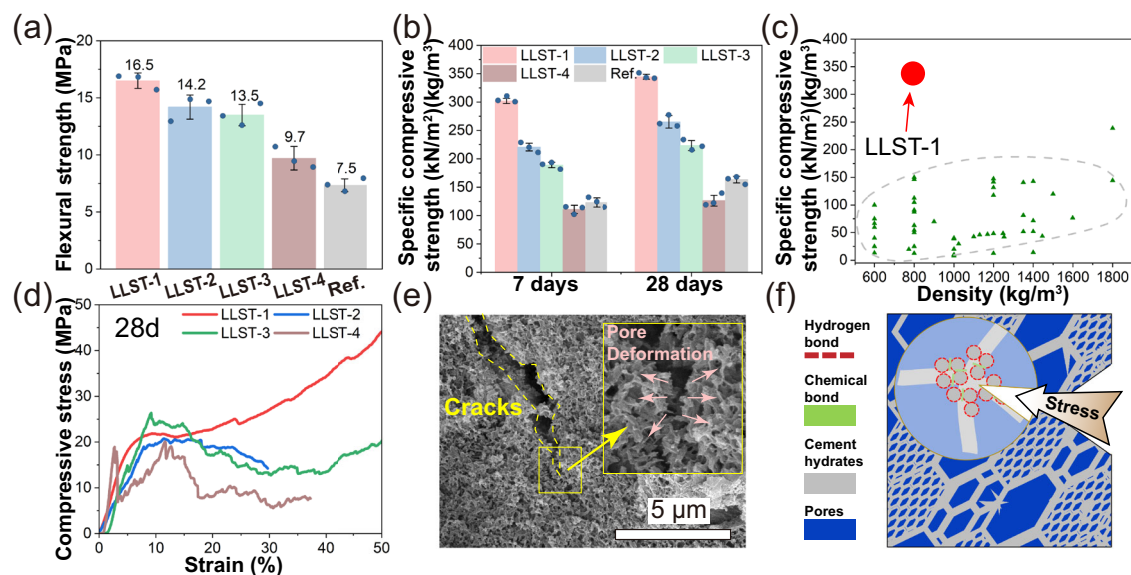 (a)
Flexural strength (MPa)
20
15
10
5
0
16.5
14.2
13.5
9.7
7.5
LLST-1
LLST-2
LLST-3
LLST-4
Ref.
(b)
Specific compressive
strength (kN/m²)(kg/m³)
400
350
300
250
200
150
100
50
0
LLST-1
LLST-2
LLST-3
LLST-4
Ref.
7 days
28 days
(c)
Specific compressive
strength (kN/m²)(kg/m³)
400
350
300
250
200
150
100
50
0
LLST-1
600
800
1000
1200
1400
1600
1800
Density (kg/m³)
(d)
Compressive stress (MPa)
50
40
30
20
10
0
28d
LLST-1
LLST-2
LLST-3
LLST-4
0
10
20
30
40
50
Strain (%)
(e)
Cracks
Pore
Deformation
5 μm
(f)
Hydrogen
bond
Chemical
bond
Cement
hydrates
Pores
Stress